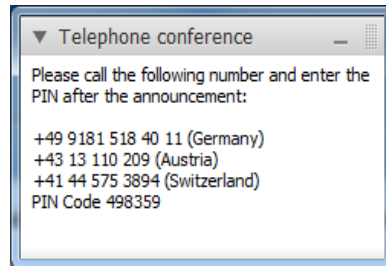 Telephone conference
Please call the following number and enter the
PIN after the announcement:
+49 9181 518 40 11 (Germany)
+43 13 110 209 (Austria)
+41 44 575 3894 (Switzerland)
PIN Code 498359